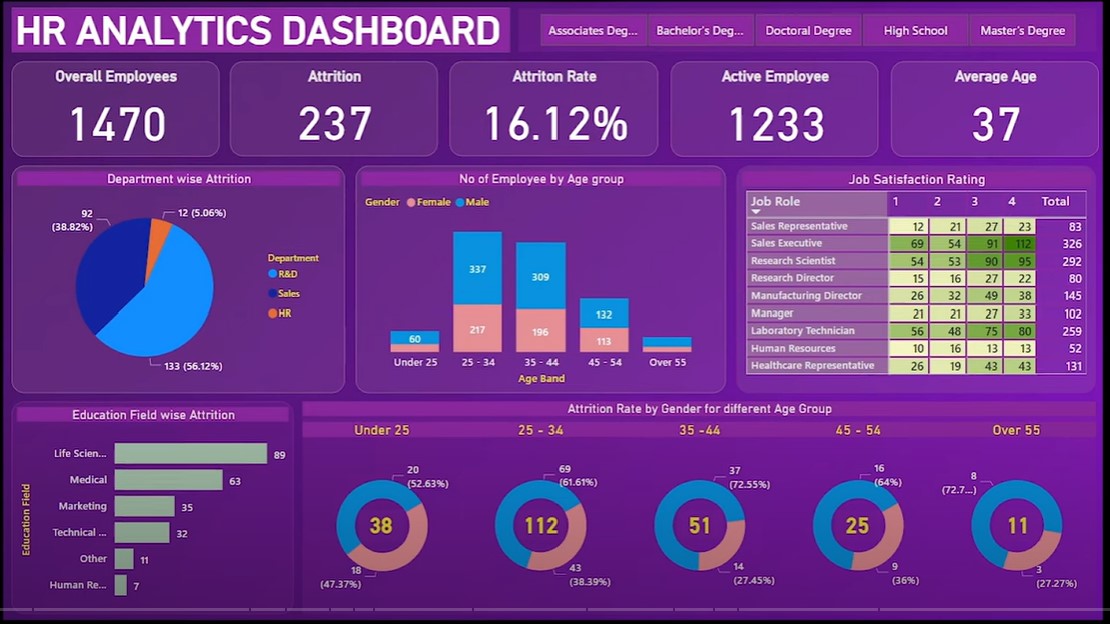 HR ANALYTICS DASHBOARD
Associates Deg...
Bachelor's Deg...
Doctoral Degree
High School
Master's Degree
Overall Employees
1470
Attrition
237
Attriton Rate
16.12%
Active Employee
1233
Average Age
37
Department wise Attrition
92
(38.82%)
12 (5.06%)
133 (56.12%)
Department
R&D
Sales
HR
No of Employee by Age group
Gender Female Male
337
309
132
60
217
196
113
Under 25
25 - 34
35 - 44
45 - 54
Over 55
Age Band
Job Satisfaction Rating
Job Role 1 2 3 4 Total
Sales Representative 12 21 27 23 83
Sales Executive 69 54 91 112 326
Research Scientist 54 53 90 95 292
Research Director 15 16 27 22 80
Manufacturing Director 26 32 49 38 145
Manager 21 21 27 33 102
Laboratory Technician 56 48 75 80 259
Human Resources 10 16 13 13 52
Healthcare Representative 26 19 43 43 131
Education Field wise Attrition
Education Field
Life Scien... 89
Medical 63
Marketing 35
Technical ... 32
Other 11
Human Re... 7
Attrition Rate by Gender for different Age Group
Under 25
25 - 34
35 -44
45 - 54
Over 55
20
(52.63%)
38
18
(47.37%)
69
(61.61%)
112
43
(38.39%)
37
(72.55%)
51
14
(27.45%)
16
(64%)
25
9
(36%)
8
(72.7...)
11
3
(27.27%)